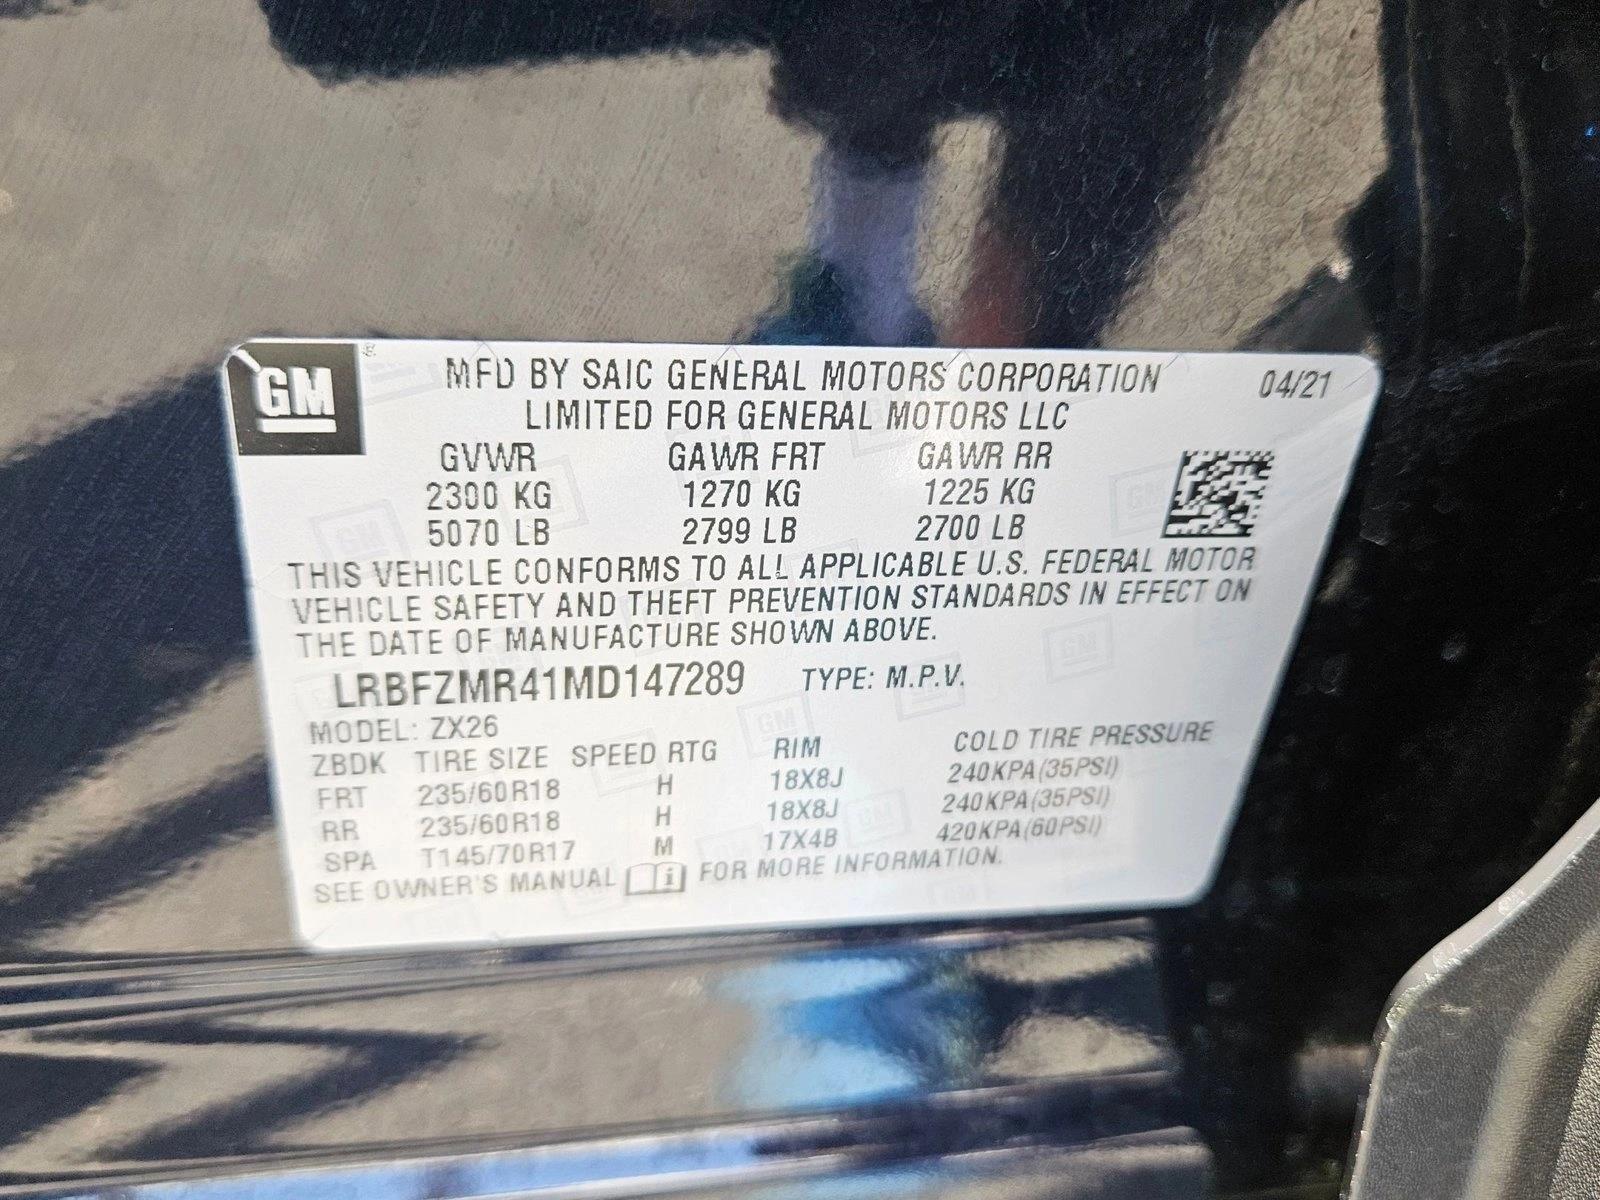 GM
MFD BY SAIC GENERAL MOTORS CORPORATION 04/21
LIMITED FOR GENERAL MOTORS LLC
GVWR GAWR FRT GAWR RR
2300 KG 1270 KG 1225 KG
5070 LB 2799 LB 2700 LB
THIS VEHICLE CONFORMS TO ALL APPLICABLE U.S. FEDERAL MOTOR
VEHICLE SAFETY AND THEFT PREVENTION STANDARDS IN EFFECT ON
THE DATE OF MANUFACTURE SHOWN ABOVE.
LRBFZMR41MD147289 TYPE: M.P.V.
MODEL: ZX26
ZBDK TIRE SIZE SPEED RTG RIM COLD TIRE PRESSURE
FRT 235/60R18 H 18X8J 240KPA(35PSI)
RR 235/60R18 H 18X8J 240KPA(35PSI)
SPA T145/70R17 M 17X4B 420KPA(60PSI)
SEE OWNER'S MANUAL i FOR MORE INFORMATION.